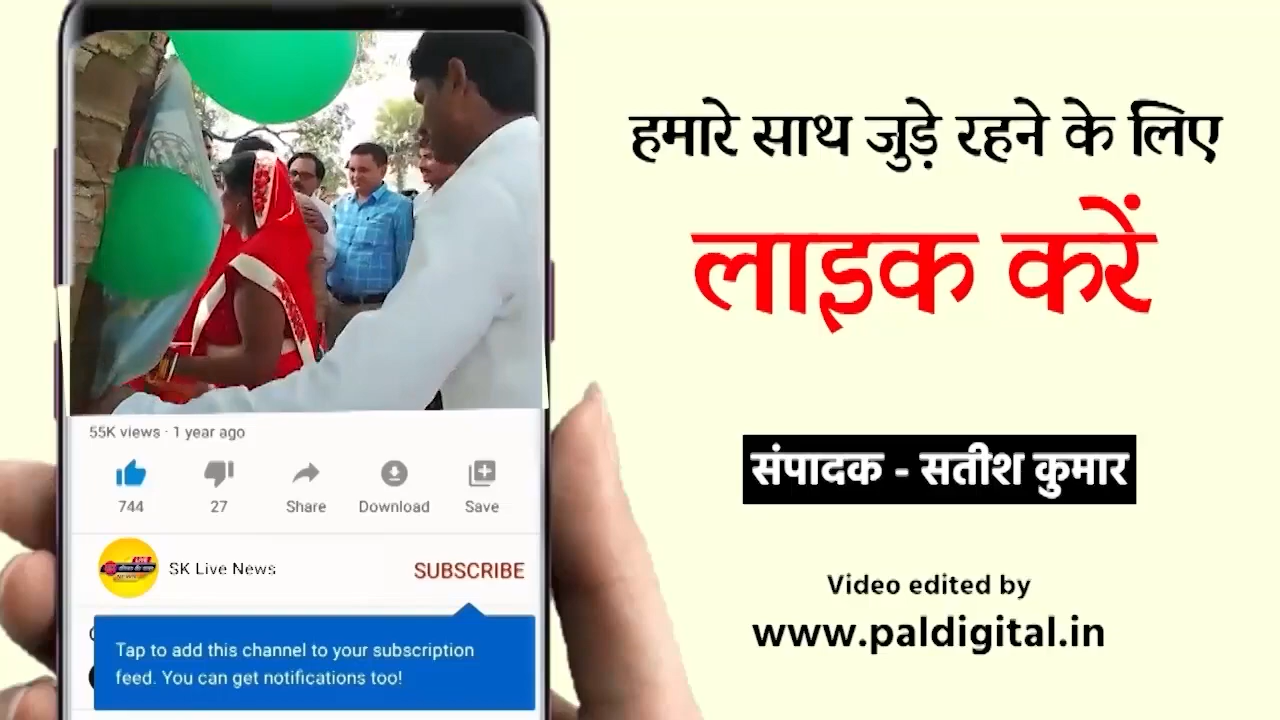 हमारे साथ जुड़े रहने के लिए
लाइक करें
संपादक - सतीश कुमार
Video edited by
www.paldigital.in
55K views · 1 year ago
744
27
Share
Download
Save
LIVE
NEWS
SK Live News
SUBSCRIBE
Tap to add this channel to your subscription
feed. You can get notifications too!